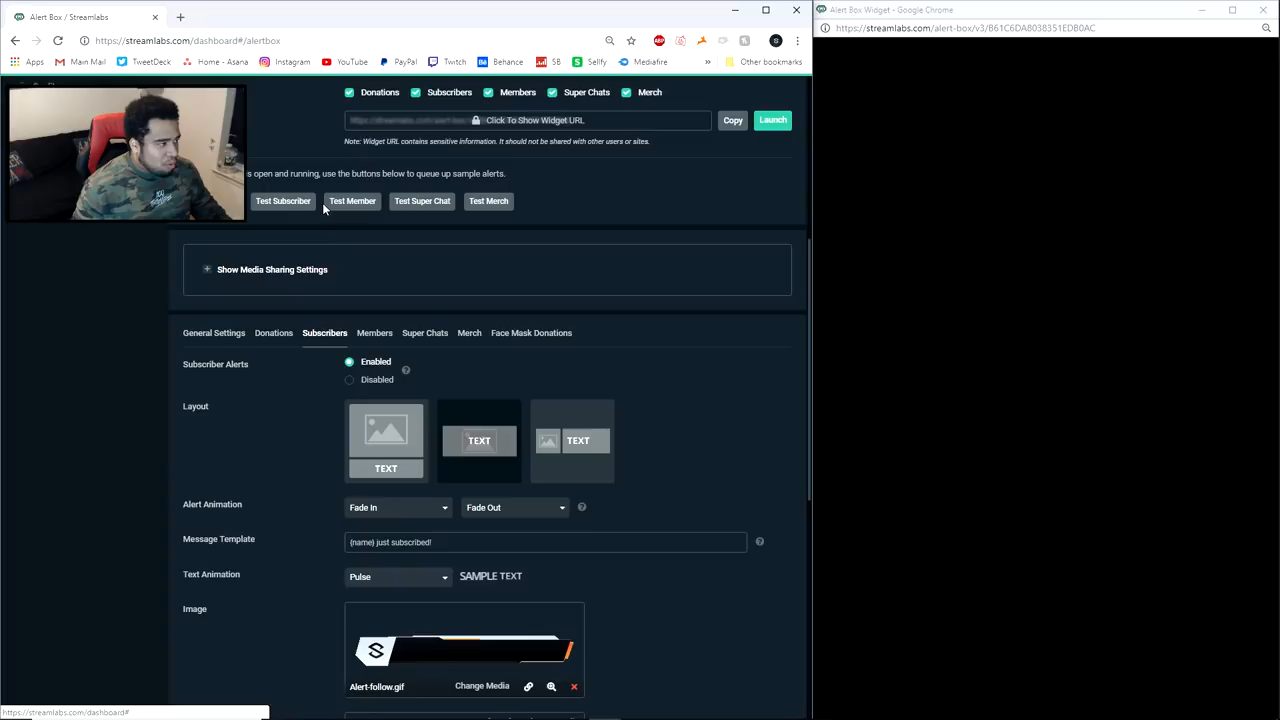 Alert Box / Streamlabs
Alert Box Widget - Google Chrome
https://streamlabs.com/dashboard#/alertbox
https://streamlabs.com/alert-box/v3/B61C6DA8038351EDB0AC
Apps
Main Mail
TweetDeck
Home - Asana
Instagram
YouTube
PayPal
Twitch
Behance
SB
Sellfy
Mediafire
Other bookmarks
Donations
Subscribers
Members
Super Chats
Merch
Click To Show Widget URL
Copy
Launch
Note: Widget URL contains sensitive information. It should not be shared with other users or sites.
s open and running, use the buttons below to queue up sample alerts.
Test Subscriber
Test Member
Test Super Chat
Test Merch
Show Media Sharing Settings
General Settings
Donations
Subscribers
Members
Super Chats
Merch
Face Mask Donations
Subscriber Alerts
Enabled
Disabled
Layout
TEXT
TEXT
TEXT
Alert Animation
Fade In
Fade Out
Message Template
{name} just subscribed!
Text Animation
Pulse
SAMPLE TEXT
Image
Alert-follow.gif
Change Media
https://streamlabs.com/dashboard#